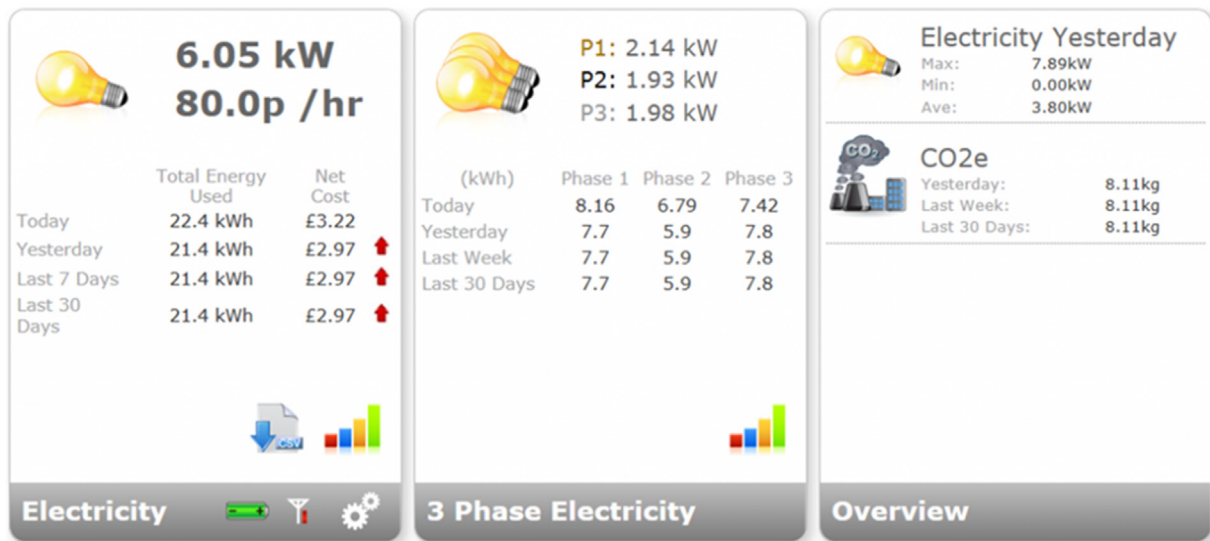 6.05 kW
80.0p /hr
Total Energy Used Net Cost
Today 22.4 kWh £3.22
Yesterday 21.4 kWh £2.97
Last 7 Days 21.4 kWh £2.97
Last 30 Days 21.4 kWh £2.97
.CSV
Electricity
P1: 2.14 kW
P2: 1.93 kW
P3: 1.98 kW
(kWh) Phase 1 Phase 2 Phase 3
Today 8.16 6.79 7.42
Yesterday 7.7 5.9 7.8
Last Week 7.7 5.9 7.8
Last 30 Days 7.7 5.9 7.8
3 Phase Electricity
Electricity Yesterday
Max: 7.89kW
Min: 0.00kW
Ave: 3.80kW
CO2
CO2e
Yesterday: 8.11kg
Last Week: 8.11kg
Last 30 Days: 8.11kg
Overview